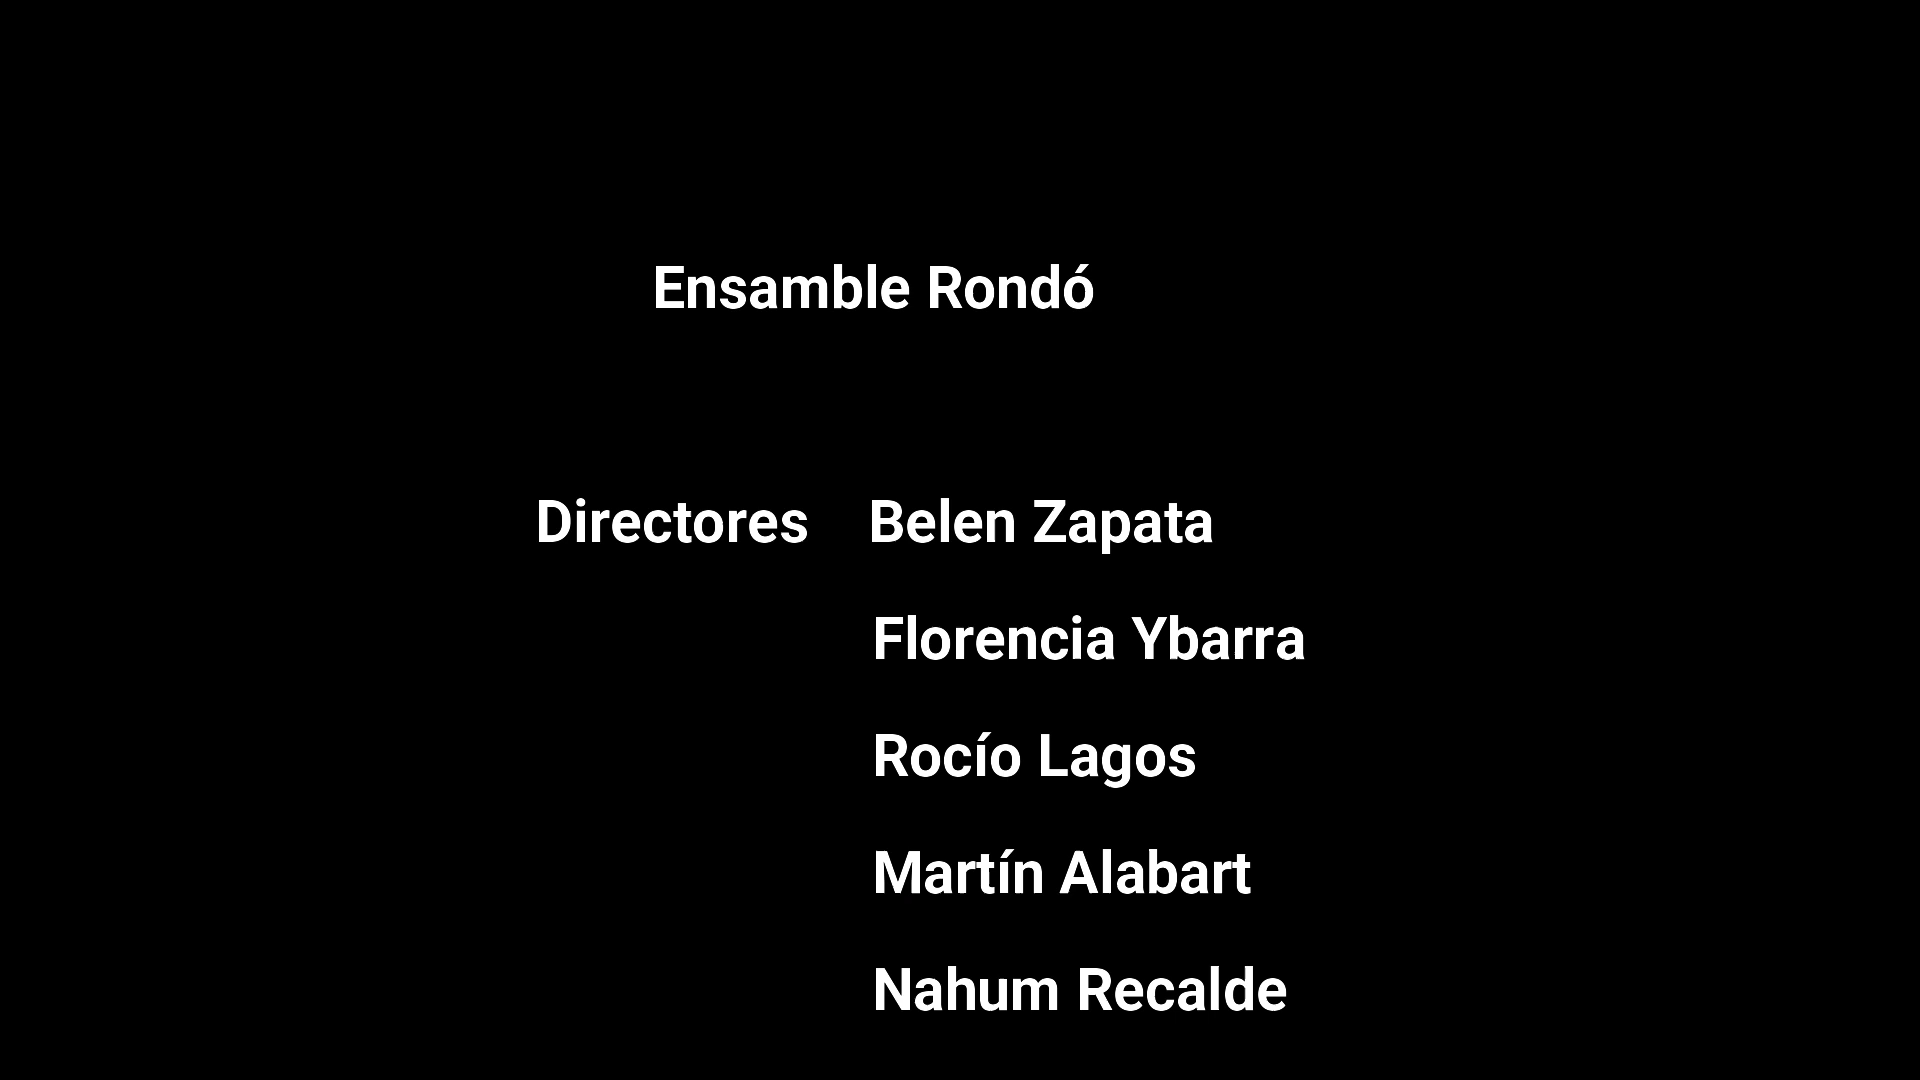 Ensamble Rondó
Directores Belen Zapata
Florencia Ybarra
Rocío Lagos
Martín Alabart
Nahum Recalde